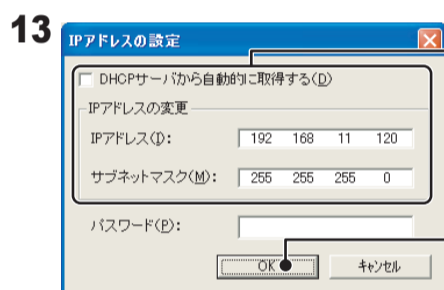 13
IPアドレスの設定
DHCPサーバから自動的に取得する(D)
IPアドレスの変更
IPアドレス(I): 192 168 11 120
サブネットマスク(M): 255 255 255 0
パスワード(P):
OK キャンセル